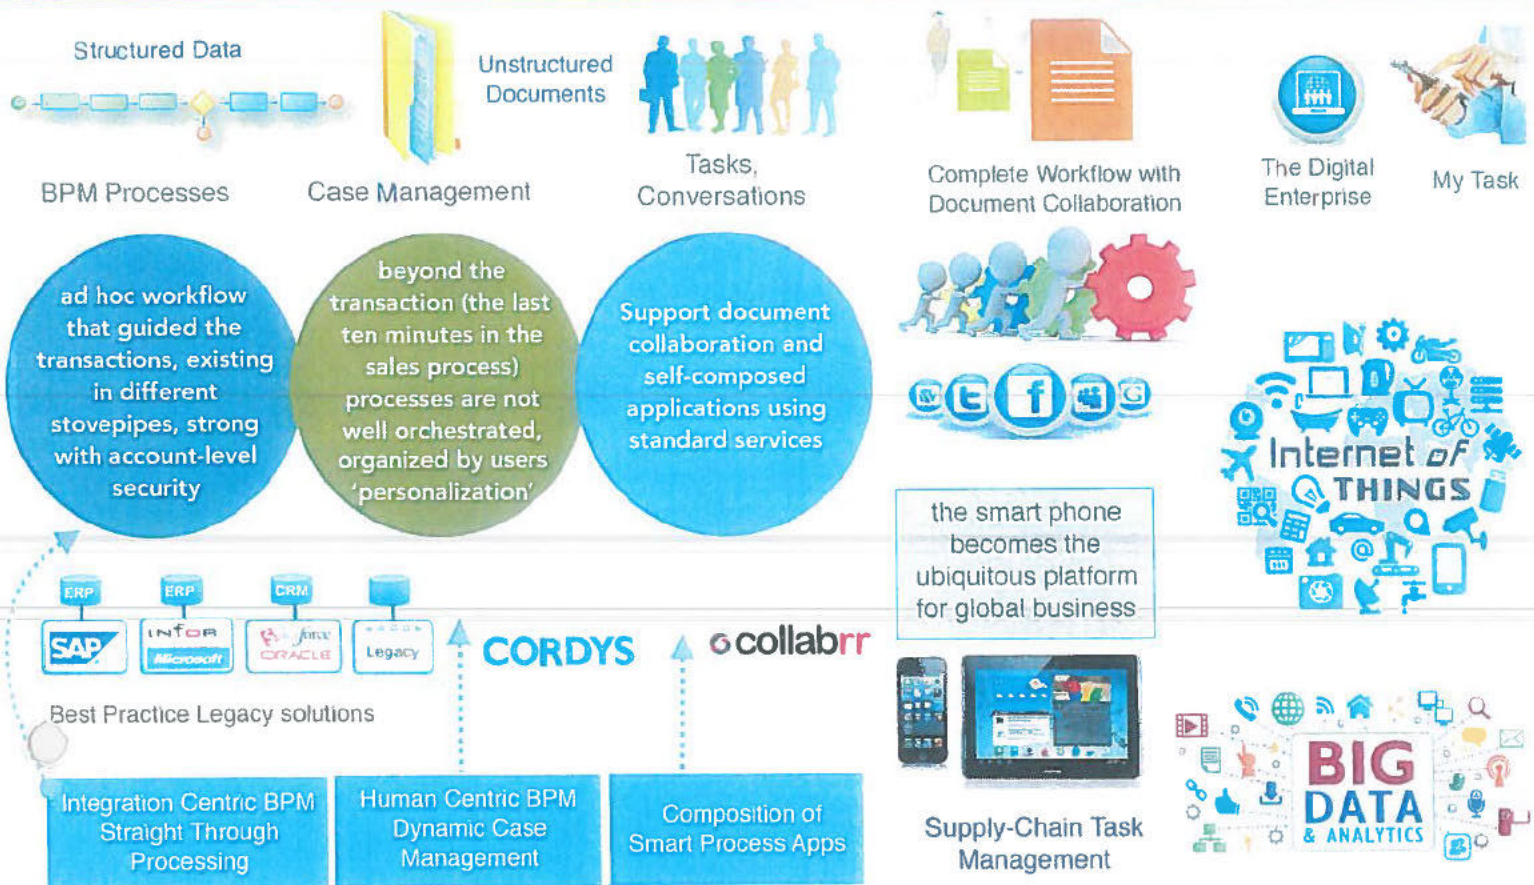 Structured Data
Unstructured
Documents
BPM Processes
Case Management
Tasks,
Conversations
Complete Workflow with
Document Collaboration
The Digital
Enterprise
My Task
ad hoc workflow
that guided the
transactions, existing
in different
stovepipes, strong
with account-level
security
beyond the
transaction (the last
ten minutes in the
sales process)
processes are not
well orchestrated,
organized by users
'personalization'
Support document
collaboration and
self-composed
applications using
standard services
t
f
G
Internet of
THINGS
@
the smart phone
becomes the
ubiquitous platform
for global business
ERP
ERP
CRM
SAP
INFOR
Microsoft
force
ORACLE
Legacy
CORDYS
collabrr
Best Practice Legacy solutions
Integration Centric BPM
Straight Through
Processing
Human Centric BPM
Dynamic Case
Management
Composition of
Smart Process Apps
Supply-Chain Task
Management
BIG
DATA
& ANALYTICS